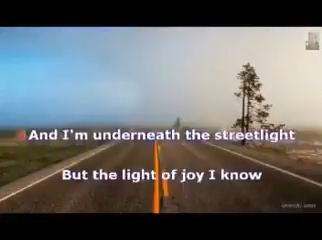 And I'm underneath the streetlight
But the light of joy I know